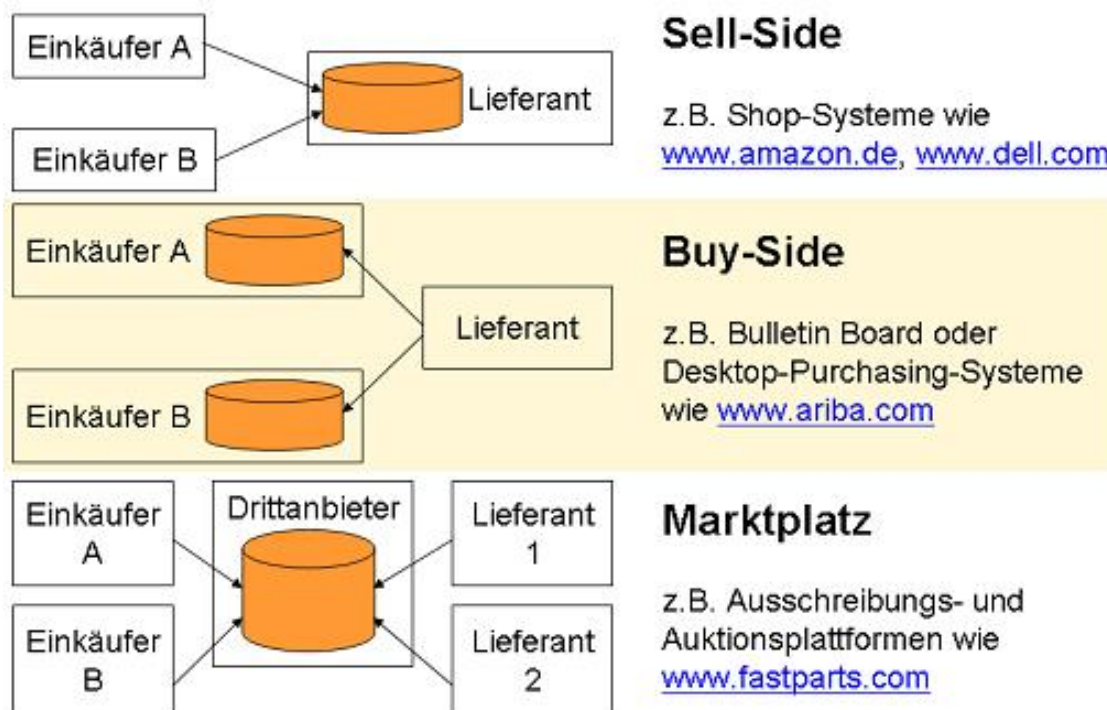 Einkäufer A
Einkäufer B
Lieferant
Sell-Side
z.B. Shop-Systeme wie
www.amazon.de, www.dell.com
Einkäufer A
Einkäufer B
Lieferant
Buy-Side
z.B. Bulletin Board oder
Desktop-Purchasing-Systeme
wie www.ariba.com
Einkäufer
A
Einkäufer
B
Drittanbieter
Lieferant
1
Lieferant
2
Marktplatz
z.B. Ausschreibungs- und
Auktionsplattformen wie
www.fastparts.com